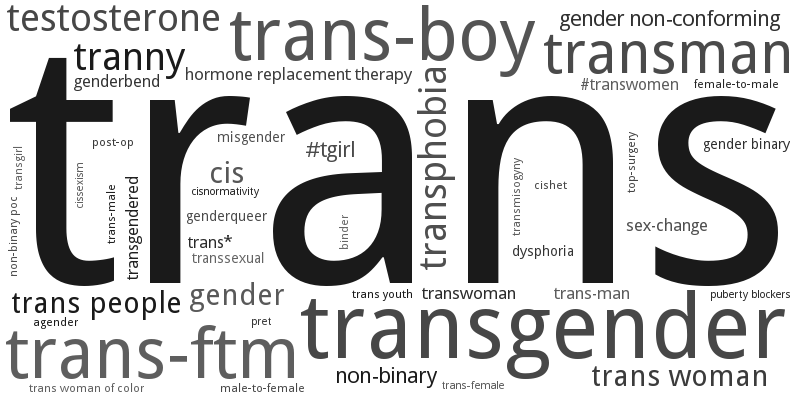 testosterone
trans-boy
gender non-conforming
tranny
transman
genderbend
hormone replacement therapy
#transwomen
female-to-male
trans
post-op
misgender
#tgirl
transphobia
top-surgery
gender binary
transgirl
cissexism
cis
cisnormativity
trans-male
transgendered
transmisogyny
cishet
non-binary poc
genderqueer
binder
sex-change
trans*
transsexual
dysphoria
trans people
gender
trans youth
transwoman
trans-man
puberty blockers
agender
pret
transgender
trans-ftm
non-binary
trans woman
trans woman of color
male-to-female
trans-female